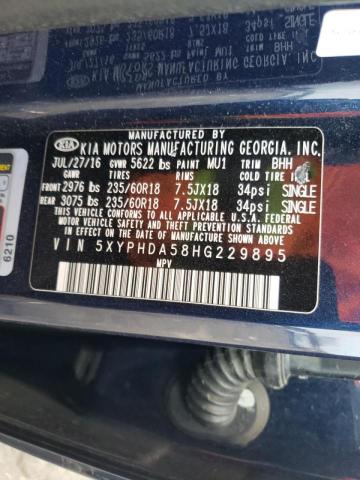 MANUFACTURED BY
KIA KIA MOTORS MANUFACTURING GEORGIA, INC.
JUL/27/16 GVWR 5622 lbs PAINT MU1 TRIM BHH
GAWR TIRES RIMS COLD TIRE
FRONT 2976 lbs 235/60R18 7.5JX18 34psi SINGLE
REAR 3075 lbs 235/60R18 7.5JX18 34psi SINGLE
THIS VEHICLE CONFORMS TO ALL APPLICABLE
U.S. FEDERAL MOTOR VEHICLE SAFETY, BUMPER,
AND THEFT PREVENTION STANDARDS
IN EFFECT ON THE DATE OF MANUFACTURE SHOWN ABOVE.
VIN 5XYPHDA58HG229895
MPV
6210